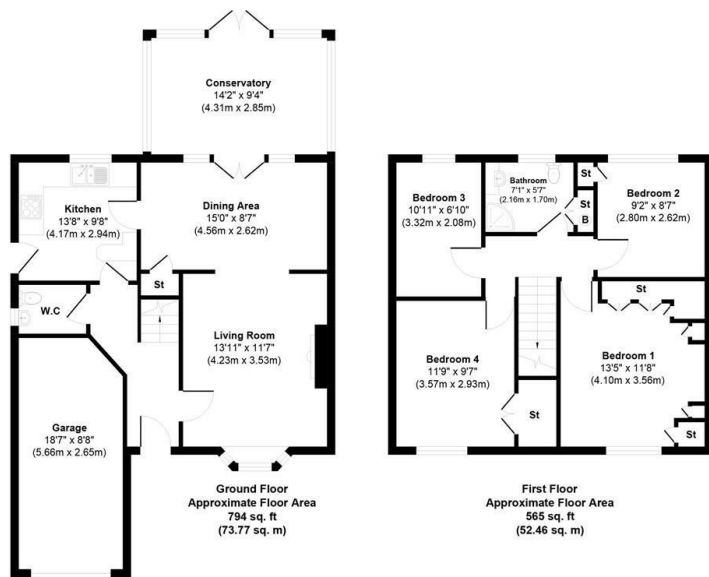 Conservatory
14'2" x 9'4"
(4.31m x 2.85m)
Kitchen
13'8" x 9'8"
(4.17m x 2.94m)
Dining Area
15'0" x 8'7"
(4.56m x 2.62m)
St
W.C
Living Room
13'11" x 11'7"
(4.23m x 3.53m)
Garage
18'7" x 8'8"
(5.66m x 2.65m)
Ground Floor
Approximate Floor Area
794 sq. ft
(73.77 sq. m)
Bedroom 3
10'11" x 6'10"
(3.32m x 2.08m)
Bathroom
7'1" x 5'7"
(2.16m x 1.70m)
St
St
B
Bedroom 2
9'2" x 8'7"
(2.80m x 2.62m)
St
Bedroom 4
11'9" x 9'7"
(3.57m x 2.93m)
Bedroom 1
13'5" x 11'8"
(4.10m x 3.56m)
St
St
First Floor
Approximate Floor Area
565 sq. ft
(52.46 sq. m)